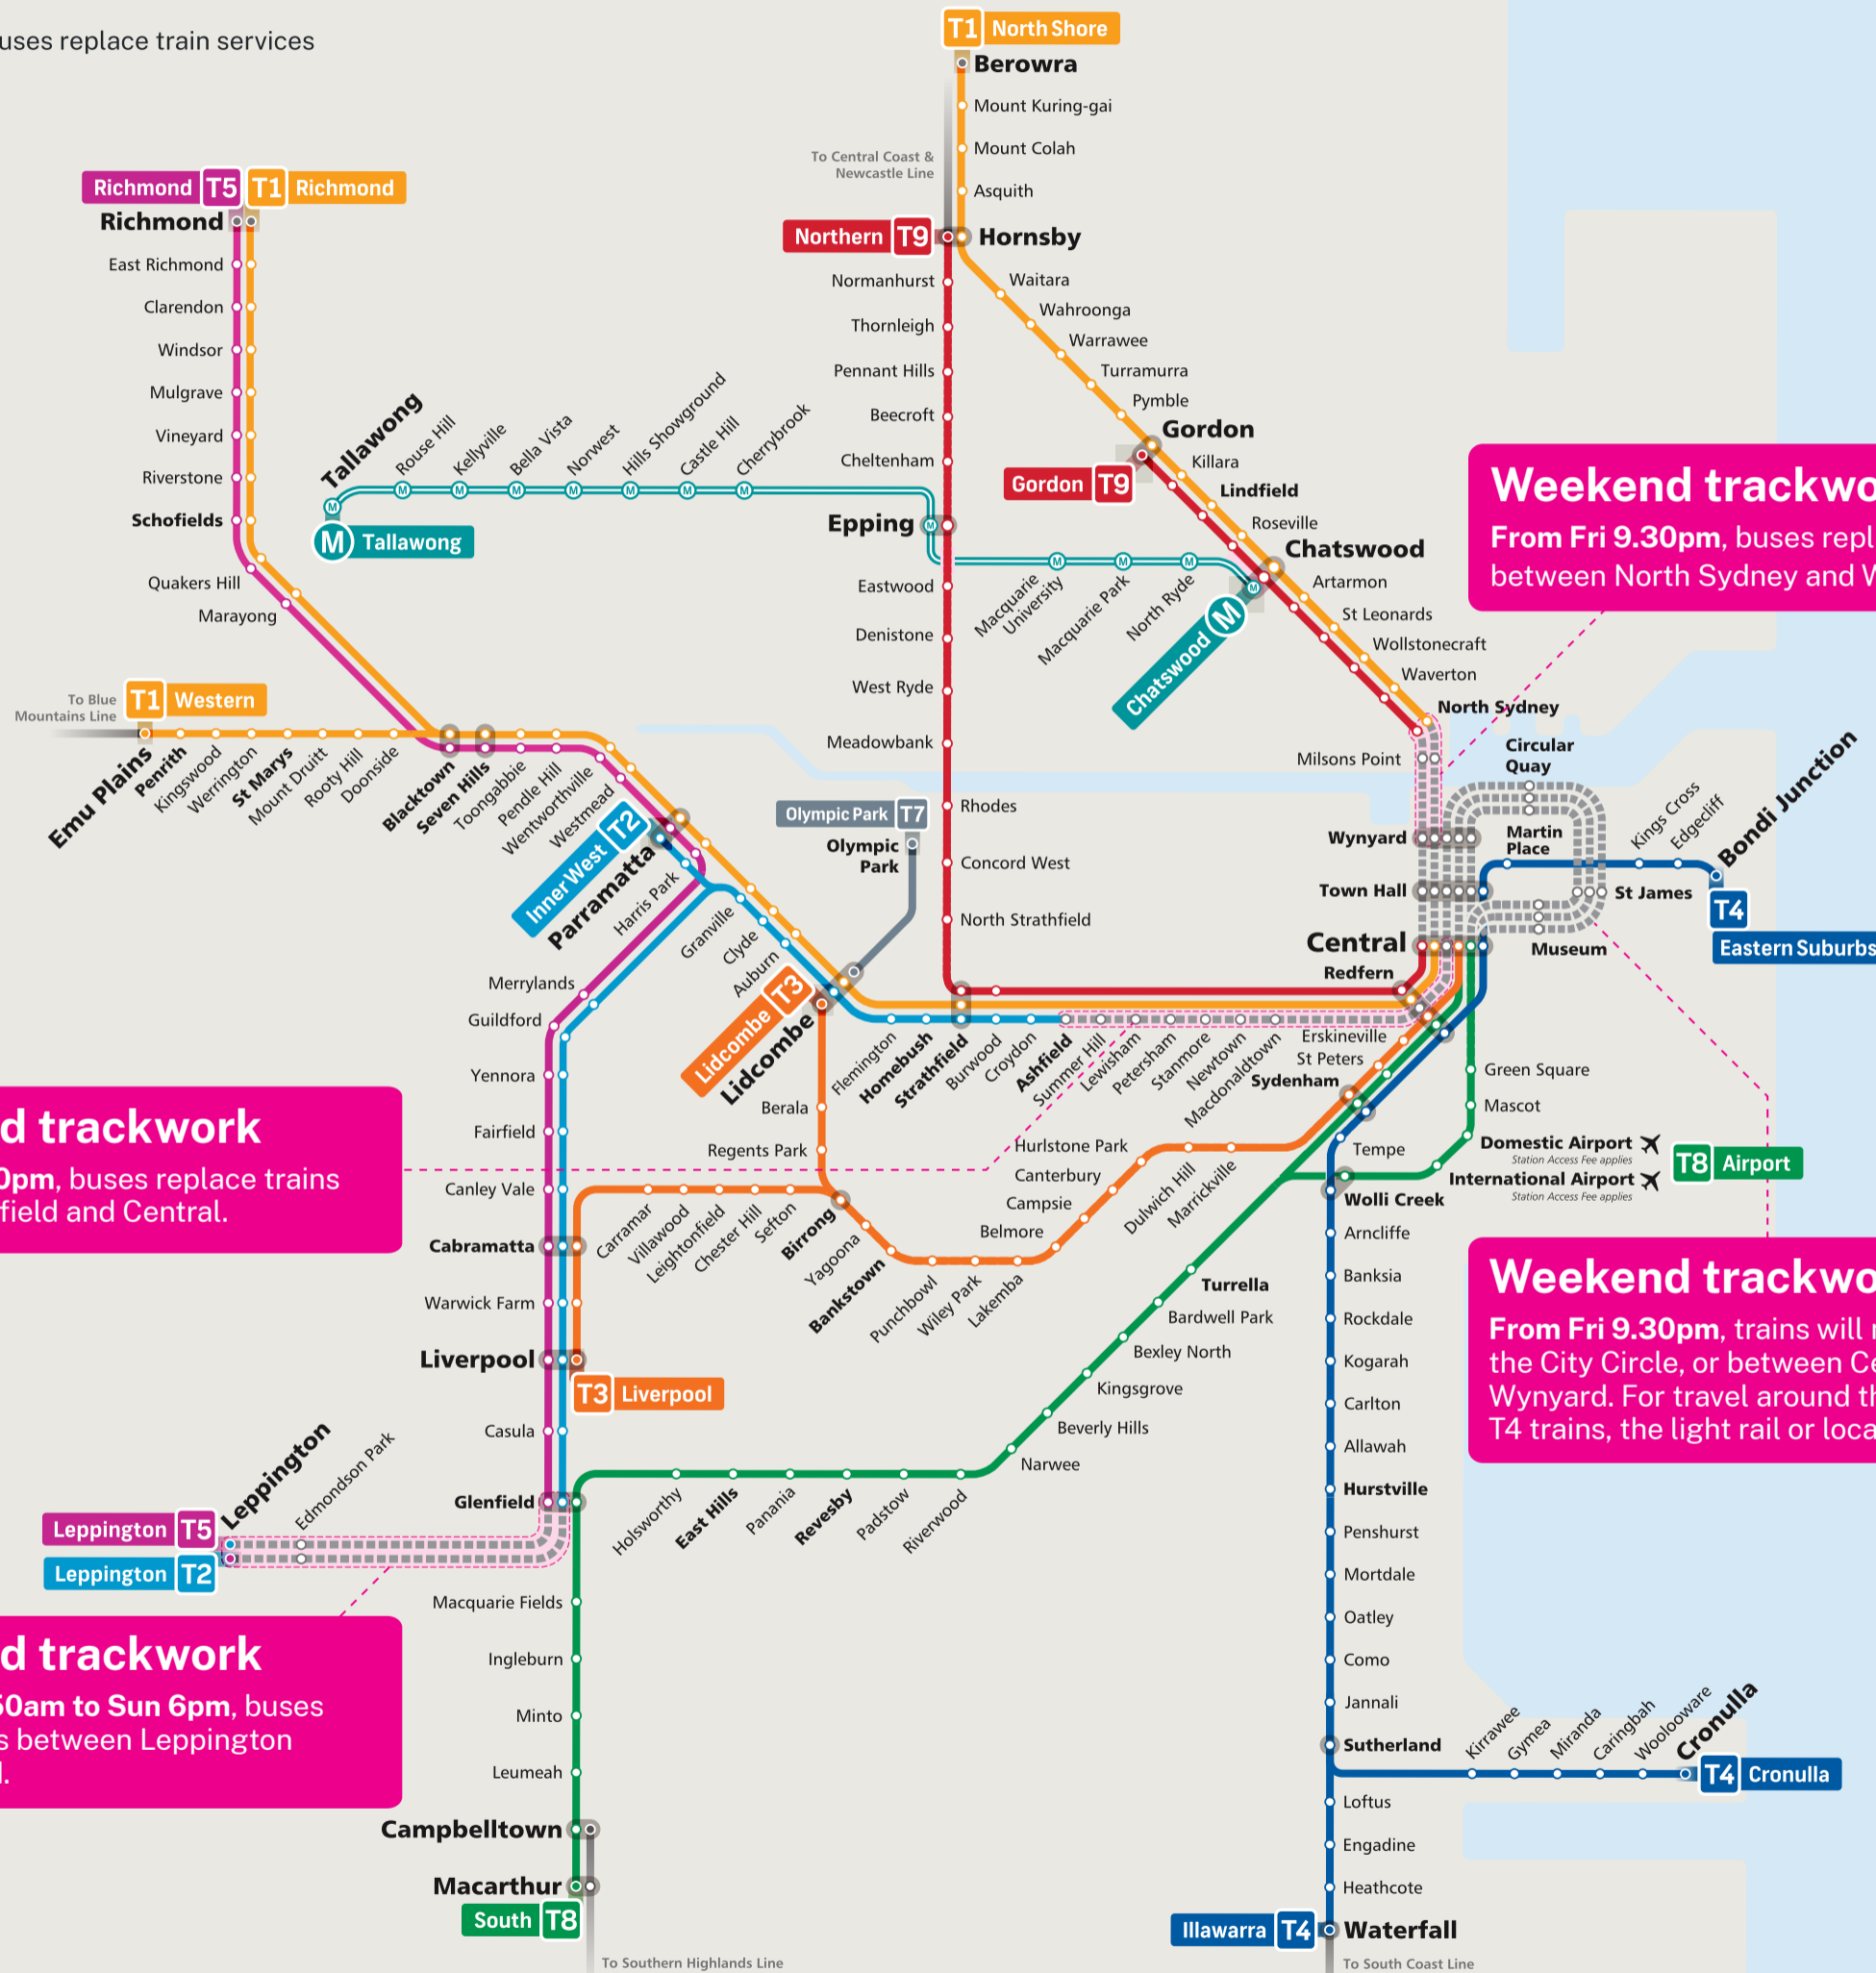 uses replace train services
T1 North Shore
Berowra
Mount Kuring-gai
Mount Colah
To Central Coast &
Newcastle Line
Asquith
Northern T9
Hornsby
Richmond T5
T1 Richmond
Richmond
East Richmond
Clarendon
Windsor
Mulgrave
Vineyard
Riverstone
Schofields
Quakers Hill
Marayong
Normanhurst
Thornleigh
Pennant Hills
Beecroft
Cheltenham
Epping
Eastwood
Denistone
West Ryde
Meadowbank
Rhodes
Concord West
North Strathfield
Waitara
Wahroonga
Warrawee
Turramurra
Pymble
Gordon
Gordon T9
Killara
Lindfield
Roseville
Chatswood
Artarmon
St Leonards
Wollstonecraft
Waverton
North Sydney
Milsons Point
Tallawong
Rouse Hill
Kellyville
Bella Vista
Norwest
Hills Showground
Castle Hill
Cherrybrook
M Tallawong
Macquarie
University
Macquarie Park
North Ryde
Chatswood M
Weekend trackwo
From Fri 9.30pm, buses repl
between North Sydney and W
To Blue
Mountains Line
T1 Western
Emu Plains
Penrith
Kingswood
Werrington
St Marys
Mount Druitt
Rooty Hill
Doonside
Blacktown
Seven Hills
Toongabbie
Pendle Hill
Wentworthville
Westmead
Inner West T2
Parramatta
Harris Park
Granville
Clyde
Auburn
Olympic Park T7
Olympic
Park
Lidcombe T3
Lidcombe
Circular
Quay
Wynyard
Martin
Place
Town Hall
St James
Central
Museum
Redfern
Kings Cross
Edgecliff
Bondi Junction
T4
Eastern Suburbs
Merrylands
Guildford
Yennora
Fairfield
Canley Vale
Cabramatta
Warwick Farm
Liverpool
T3 Liverpool
Casula
Glenfield
Flemington
Homebush
Strathfield
Burwood
Croydon
Ashfield
Summer Hill
Lewisham
Petersham
Stanmore
Newtown
Macdonaldtown
Erskineville
St Peters
Sydenham
Berala
Regents Park
Carramar
Villawood
Leightonfield
Chester Hill
Sefton
Birrong
Yagoona
Bankstown
Punchbowl
Wiley Park
Lakemba
Belmore
Campsie
Canterbury
Hurlstone Park
Dulwich Hill
Marrickville
Green Square
Mascot
Domestic Airport
Station Access Fee applies
International Airport
Station Access Fee applies
T8 Airport
Tempe
Wolli Creek
d trackwork
0pm, buses replace trains
field and Central.
Weekend trackwo
From Fri 9.30pm, trains will
the City Circle, or between Ce
Wynyard. For travel around th
T4 trains, the light rail or loca
Turrella
Bardwell Park
Bexley North
Kingsgrove
Beverly Hills
Narwee
Riverwood
Padstow
Revesby
Panania
East Hills
Holsworthy
Arncliffe
Banksia
Rockdale
Kogarah
Carlton
Allawah
Hurstville
Penshurst
Mortdale
Oatley
Como
Jannali
Sutherland
Kirrawee
Gymea
Miranda
Caringbah
Woolooware
Cronulla
T4 Cronulla
Loftus
Engadine
Heathcote
Illawarra T4
Waterfall
To South Coast Line
Leppington
Edmondson Park
Leppington T5
Leppington T2
d trackwork
50am to Sun 6pm, buses
s between Leppington
Macquarie Fields
Ingleburn
Minto
Leumeah
Campbelltown
Macarthur
South T8
To Southern Highlands Line